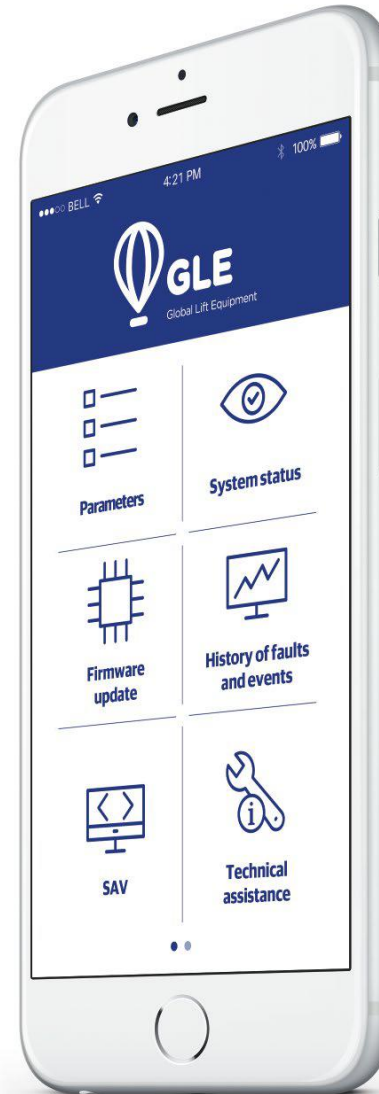 BELL 4:21 PM 100%
GLE
Global Lift Equipment
Parameters
System status
Firmware
update
History of faults
and events
SAV
Technical
assistance